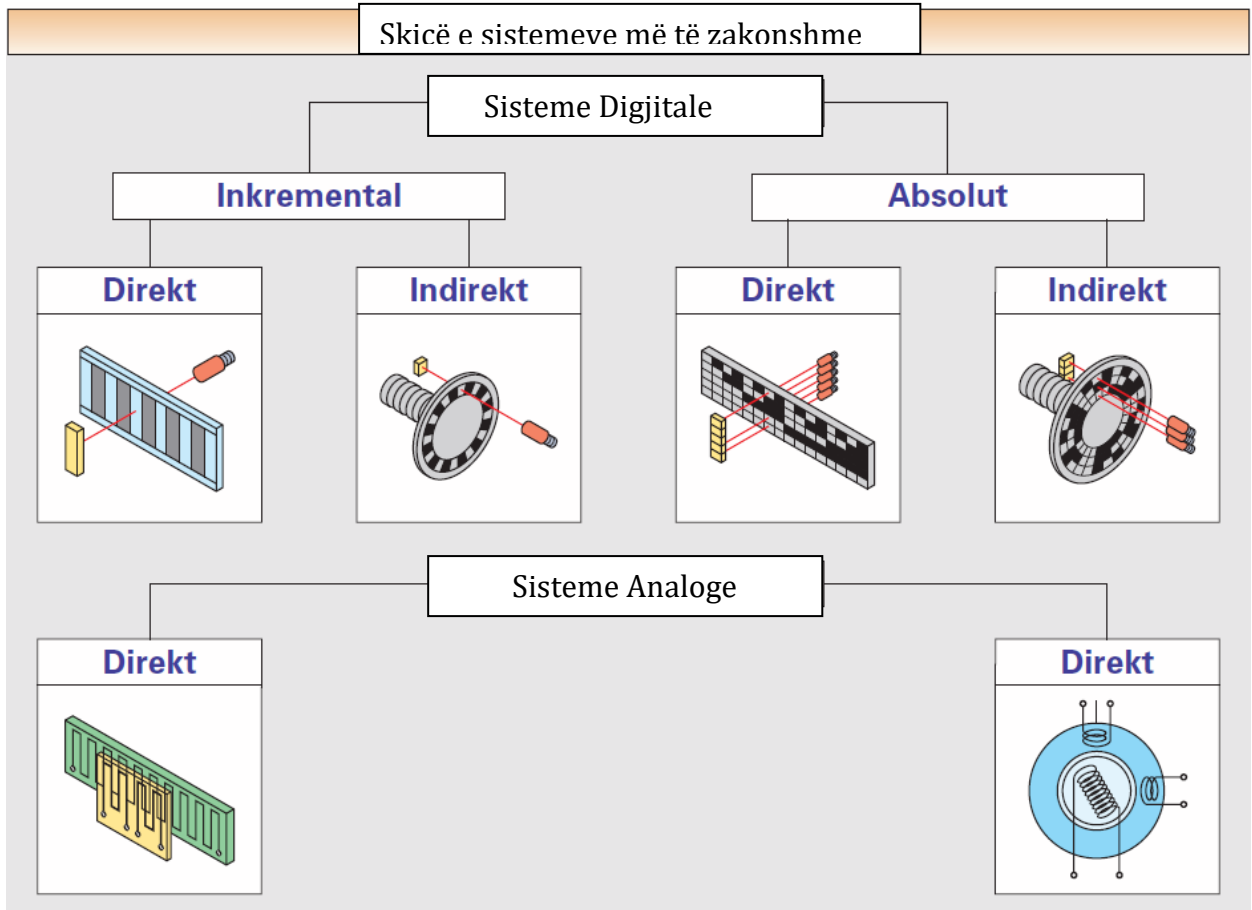 Skicë e sistemeve më të zakonshme
Sisteme Digjitale
Inkremental
Absolut
Direkt
Indirekt
Direkt
Indirekt
Sisteme Analoge
Direkt
Direkt